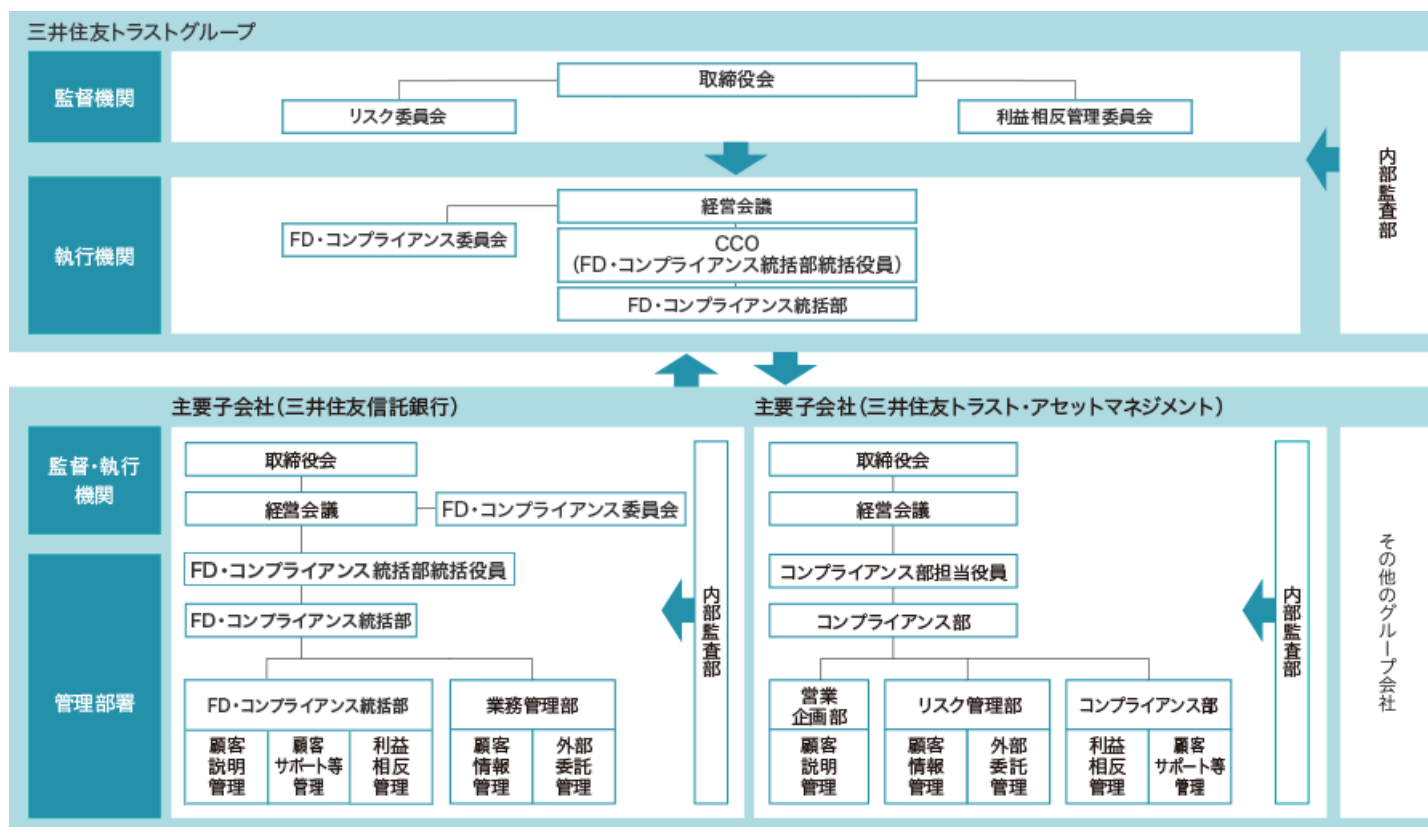 三井住友トラストグループ
監督機関
取締役会
リスク委員会
利益相反管理委員会
執行機関
経営会議
FD・コンプライアンス委員会
CCO
（FD・コンプライアンス統括部統括役員）
FD・コンプライアンス統括部
内部監査部
主要子会社（三井住友信託銀行）
監督・執行
機関
取締役会
経営会議
FD・コンプライアンス委員会
管理部署
FD・コンプライアンス統括部統括役員
FD・コンプライアンス統括部
FD・コンプライアンス統括部
顧客
説明
管理
顧客
サポート等
管理
利益
相反
管理
業務管理部
顧客
情報
管理
外部
委託
管理
内部監査部
主要子会社（三井住友トラスト・アセットマネジメント）
取締役会
経営会議
コンプライアンス部担当役員
コンプライアンス部
営業
企画部
顧客
説明
管理
リスク管理部
顧客
情報
管理
外部
委託
管理
コンプライアンス部
利益
相反
管理
顧客
サポート等
管理
内部監査部
その他のグループ会社